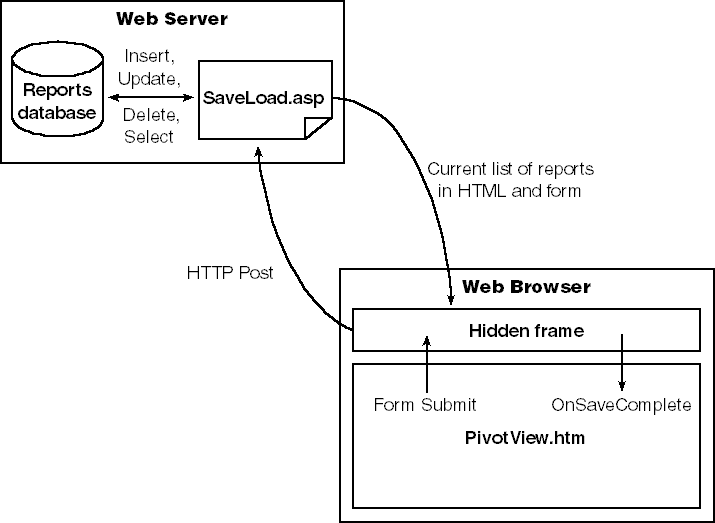 Web Server
Insert,
Update,
Reports
database
SaveLoad.asp
Delete,
Select
Current list of reports
in HTML and form
HTTP Post
Web Browser
Hidden frame
Form Submit
OnSaveComplete
PivotView.htm